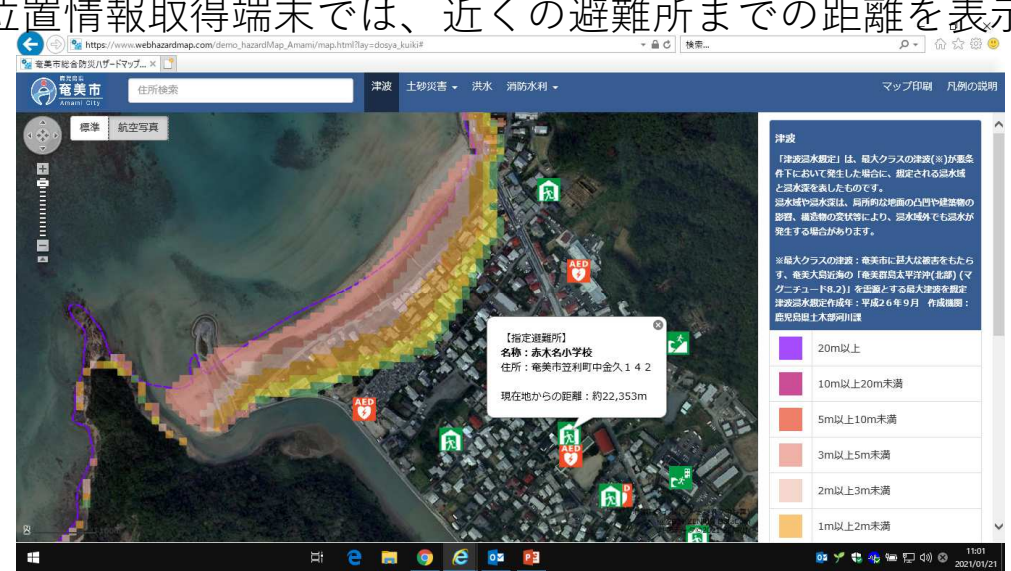 位置情報取得端末では、近くの避難所までの距離を表示
https://www.webhazardmap.com/demo_hazardMap_Amami/map.html?lay=dosya_kuiki#
検索...
奄美市総合防災ハザードマップ...
鹿児島県
奄美市
Amami City
住所検索
津波 土砂災害 洪水 消防水利
マップ印刷 凡例の説明
標準 航空写真
津波
「津波浸水想定」は、最大クラスの津波(※)が悪条
件下において発生した場合に、想定される浸水域
と浸水深を表したものです。
浸水域や浸水深は、局所的な地面の凸凹や建築物の
影響、構造物の変状等により、浸水域外でも浸水が
発生する場合があります。
※最大クラスの津波：奄美市に甚大な被害をもたら
す、奄美大島近海の「奄美群島太平洋沖(北部) (マ
グニチュード8.2)」を震源とする最大津波を想定
津波浸水想定作成年：平成26年9月 作成機関：
鹿児島県土木部河川課
20m以上
10m以上20m未満
5m以上10m未満
3m以上5m未満
2m以上3m未満
1m以上2m未満
AED
【指定避難所】
名称：赤木名小学校
住所：奄美市笠利町中金久１４２
現在地からの距離：約22,353m
AED
AED
11:01
2021/01/21